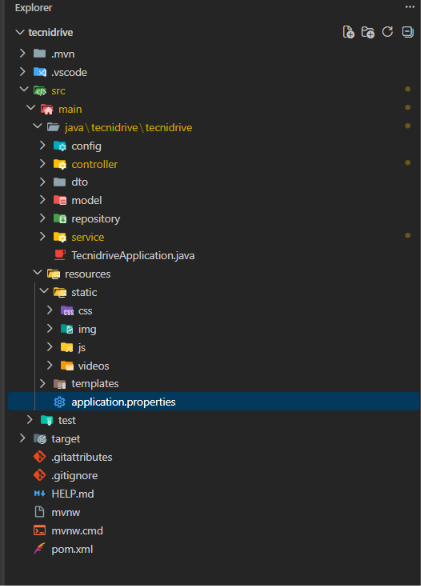 Explorer
tecnidrive
.mvn
.vscode
src
main
java\tecnidrive\tecnidrive
config
controller
dto
model
repository
service
TecnidriveApplication.java
resources
static
css
img
js
videos
templates
application.properties
test
target
.gitattributes
.gitignore
HELP.md
mvnw
mvnw.cmd
pom.xml